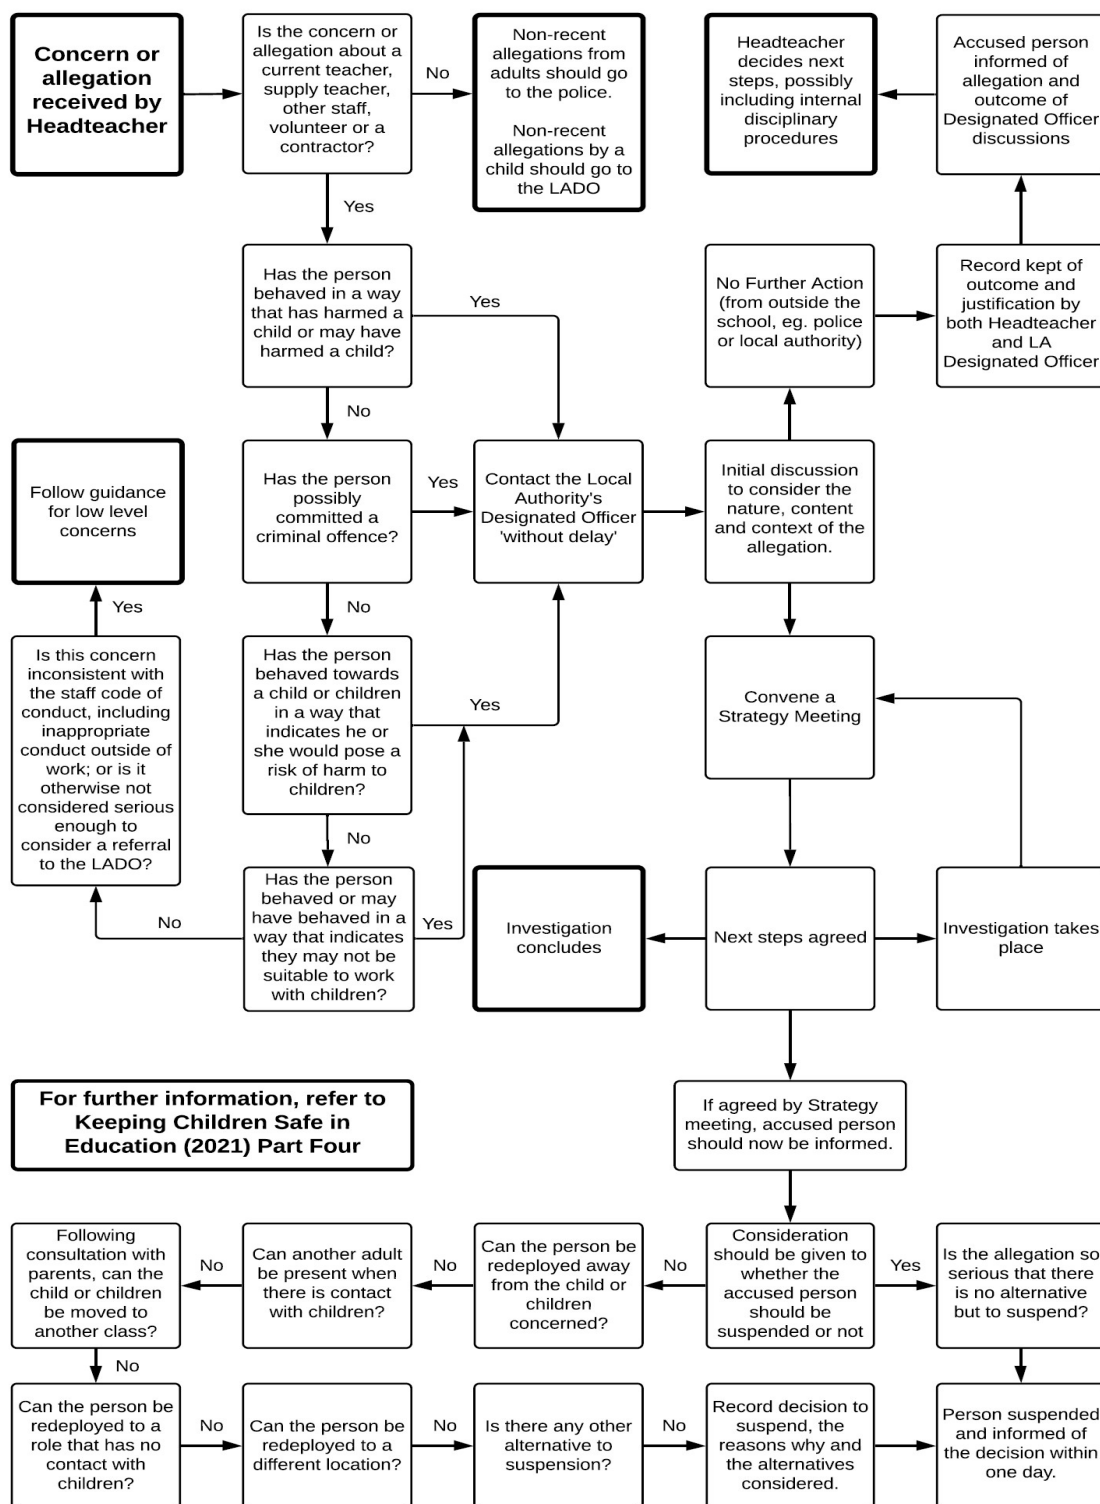 Concern or
allegation
received by
Headteacher
Is the concern or
allegation about a
current teacher,
supply teacher,
other staff,
volunteer or a
contractor?
No
Non-recent
allegations from
adults should go
to the police.
Non-recent
allegations by a
child should go to
the LADO
Headteacher
decides next
steps, possibly
including internal
disciplinary
procedures
Accused person
informed of
allegation and
outcome of
Designated Officer
discussions
Yes
Has the person
behaved in a way
that has harmed a
child or may have
harmed a child?
Yes
No Further Action
(from outside the
school, eg. police
or local authority)
Record kept of
outcome and
justification by
both Headteacher
and LA
Designated Officer
No
Follow guidance
for low level
concerns
Has the person
possibly
committed a
criminal offence?
Yes
Contact the Local
Authority's
Designated Officer
'without delay'
Initial discussion
to consider the
nature, content
and context of the
allegation.
Yes
No
Is this concern
inconsistent with
the staff code of
conduct, including
inappropriate
conduct outside of
work; or is it
otherwise not
considered serious
enough to
consider a referral
to the LADO?
Has the person
behaved towards
a child or children
in a way that
indicates he or
she would pose a
risk of harm to
children?
Yes
Convene a
Strategy Meeting
No
No
Has the person
behaved or may
have behaved in a
way that indicates
they may not be
suitable to work
with children?
Yes
Investigation
concludes
Next steps agreed
Investigation takes
place
For further information, refer to
Keeping Children Safe in
Education (2021) Part Four
If agreed by Strategy
meeting, accused person
should now be informed.
Following
consultation with
parents, can the
child or children
be moved to
another class?
No
Can another adult
be present when
there is contact
with children?
No
Can the person be
redeployed away
from the child or
children
concerned?
No
Consideration
should be given to
whether the
accused person
should be
suspended or not
Yes
Is the allegation so
serious that there
is no alternative
but to suspend?
No
Can the person be
redeployed to a
role that has no
contact with
children?
No
Can the person be
redeployed to a
different location?
No
Is there any other
alternative to
suspension?
No
Record decision to
suspend, the
reasons why and
the alternatives
considered.
Person suspended
and informed of
the decision within
one day.